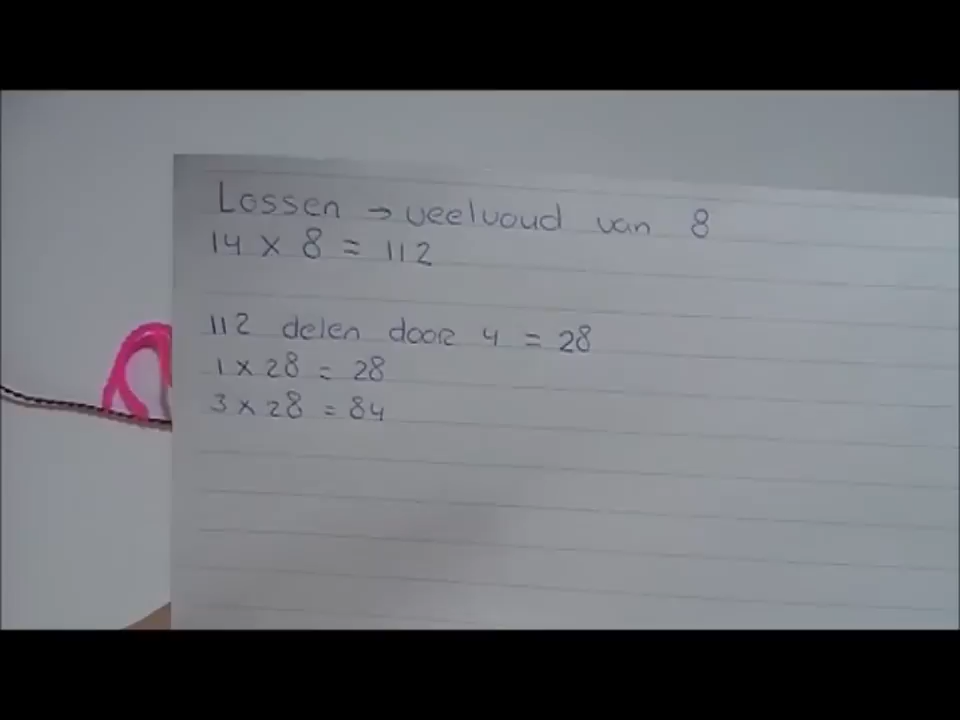 Lossen → veelvoud van 8
14 x 8 = 112
112 delen door 4 = 28
1 x 28 = 28
3 x 28 = 84